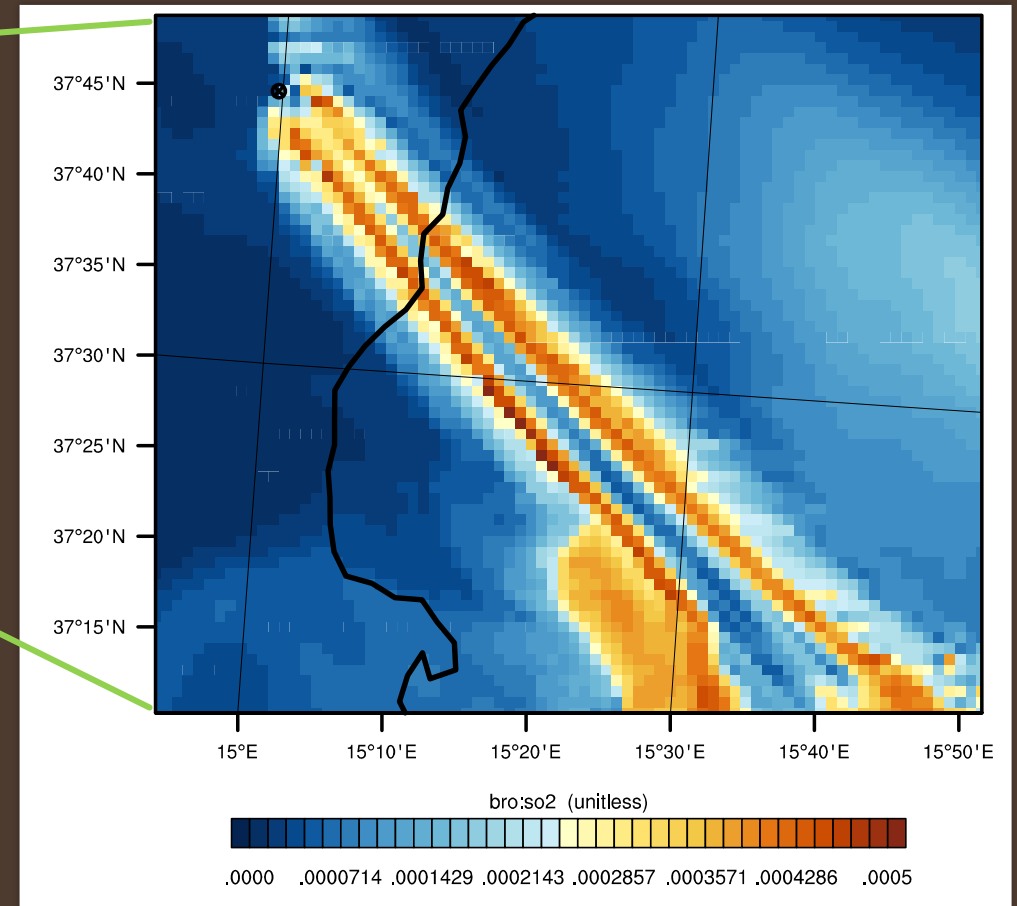 37°45'N
37°40'N
37°35'N
37°30'N
37°25'N
37°20'N
37°15'N
15°E 15°10'E 15°20'E 15°30'E 15°40'E 15°50'E
bro:so2 (unitless)
.0000 .0000714 .0001429 .0002143 .0002857 .0003571 .0004286 .0005